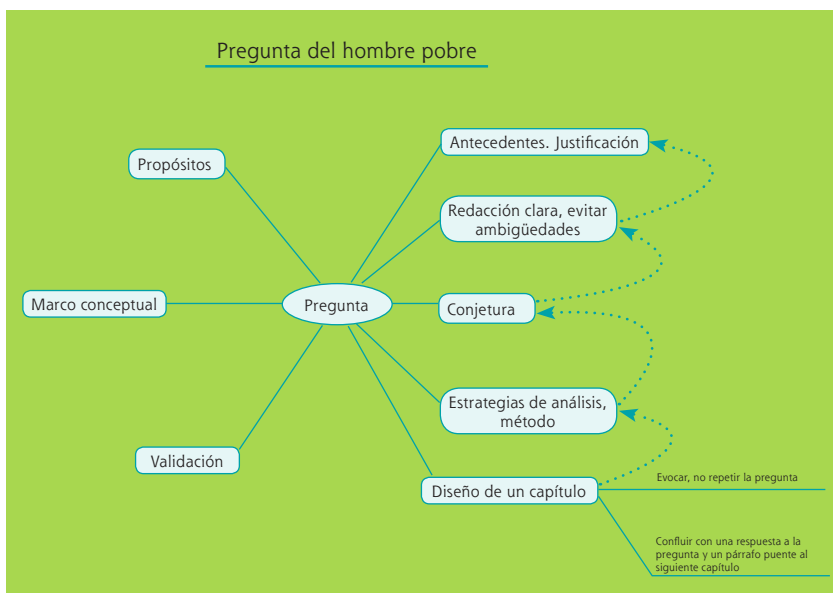 Pregunta del hombre pobre
Propósitos
Marco conceptual
Validación
Pregunta
Antecedentes. Justificación
Redacción clara, evitar
ambigüedades
Conjetura
Estrategias de análisis,
método
Diseño de un capítulo
Evocar, no repetir la pregunta
Confluir con una respuesta a la
pregunta y un párrafo puente al
siguiente capítulo